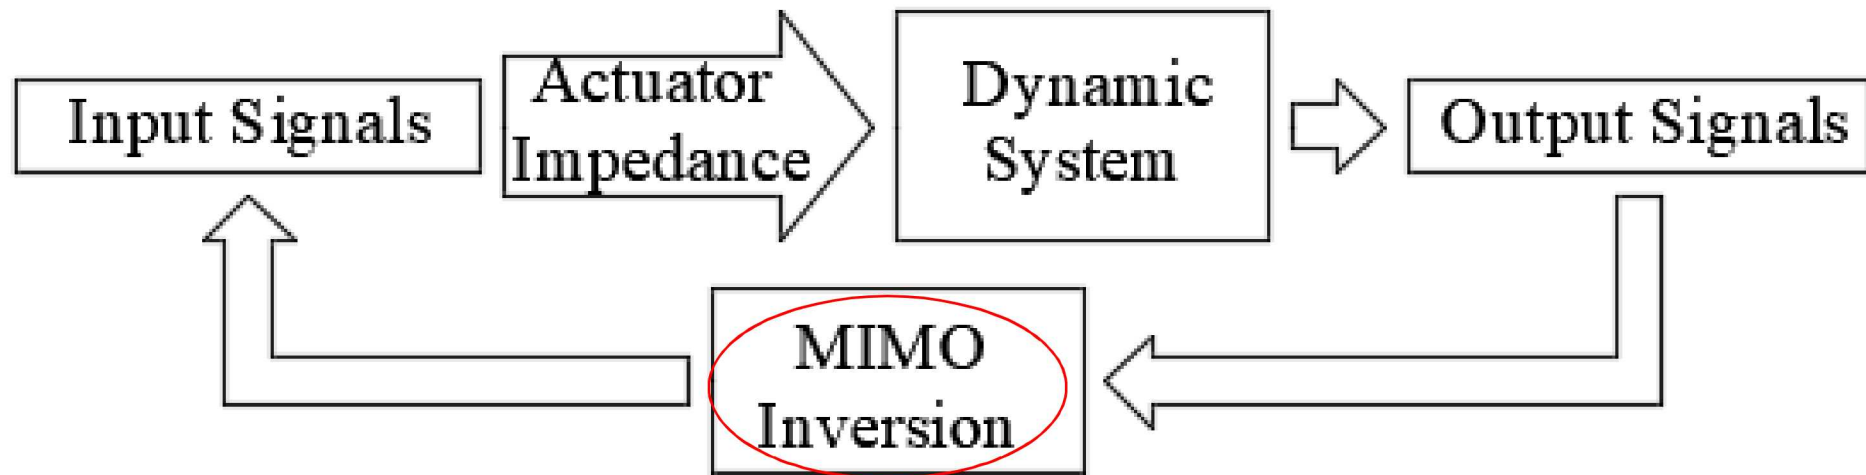 Input Signals
Actuator
Impedance
Dynamic
System
Output Signals
MIMO
Inversion